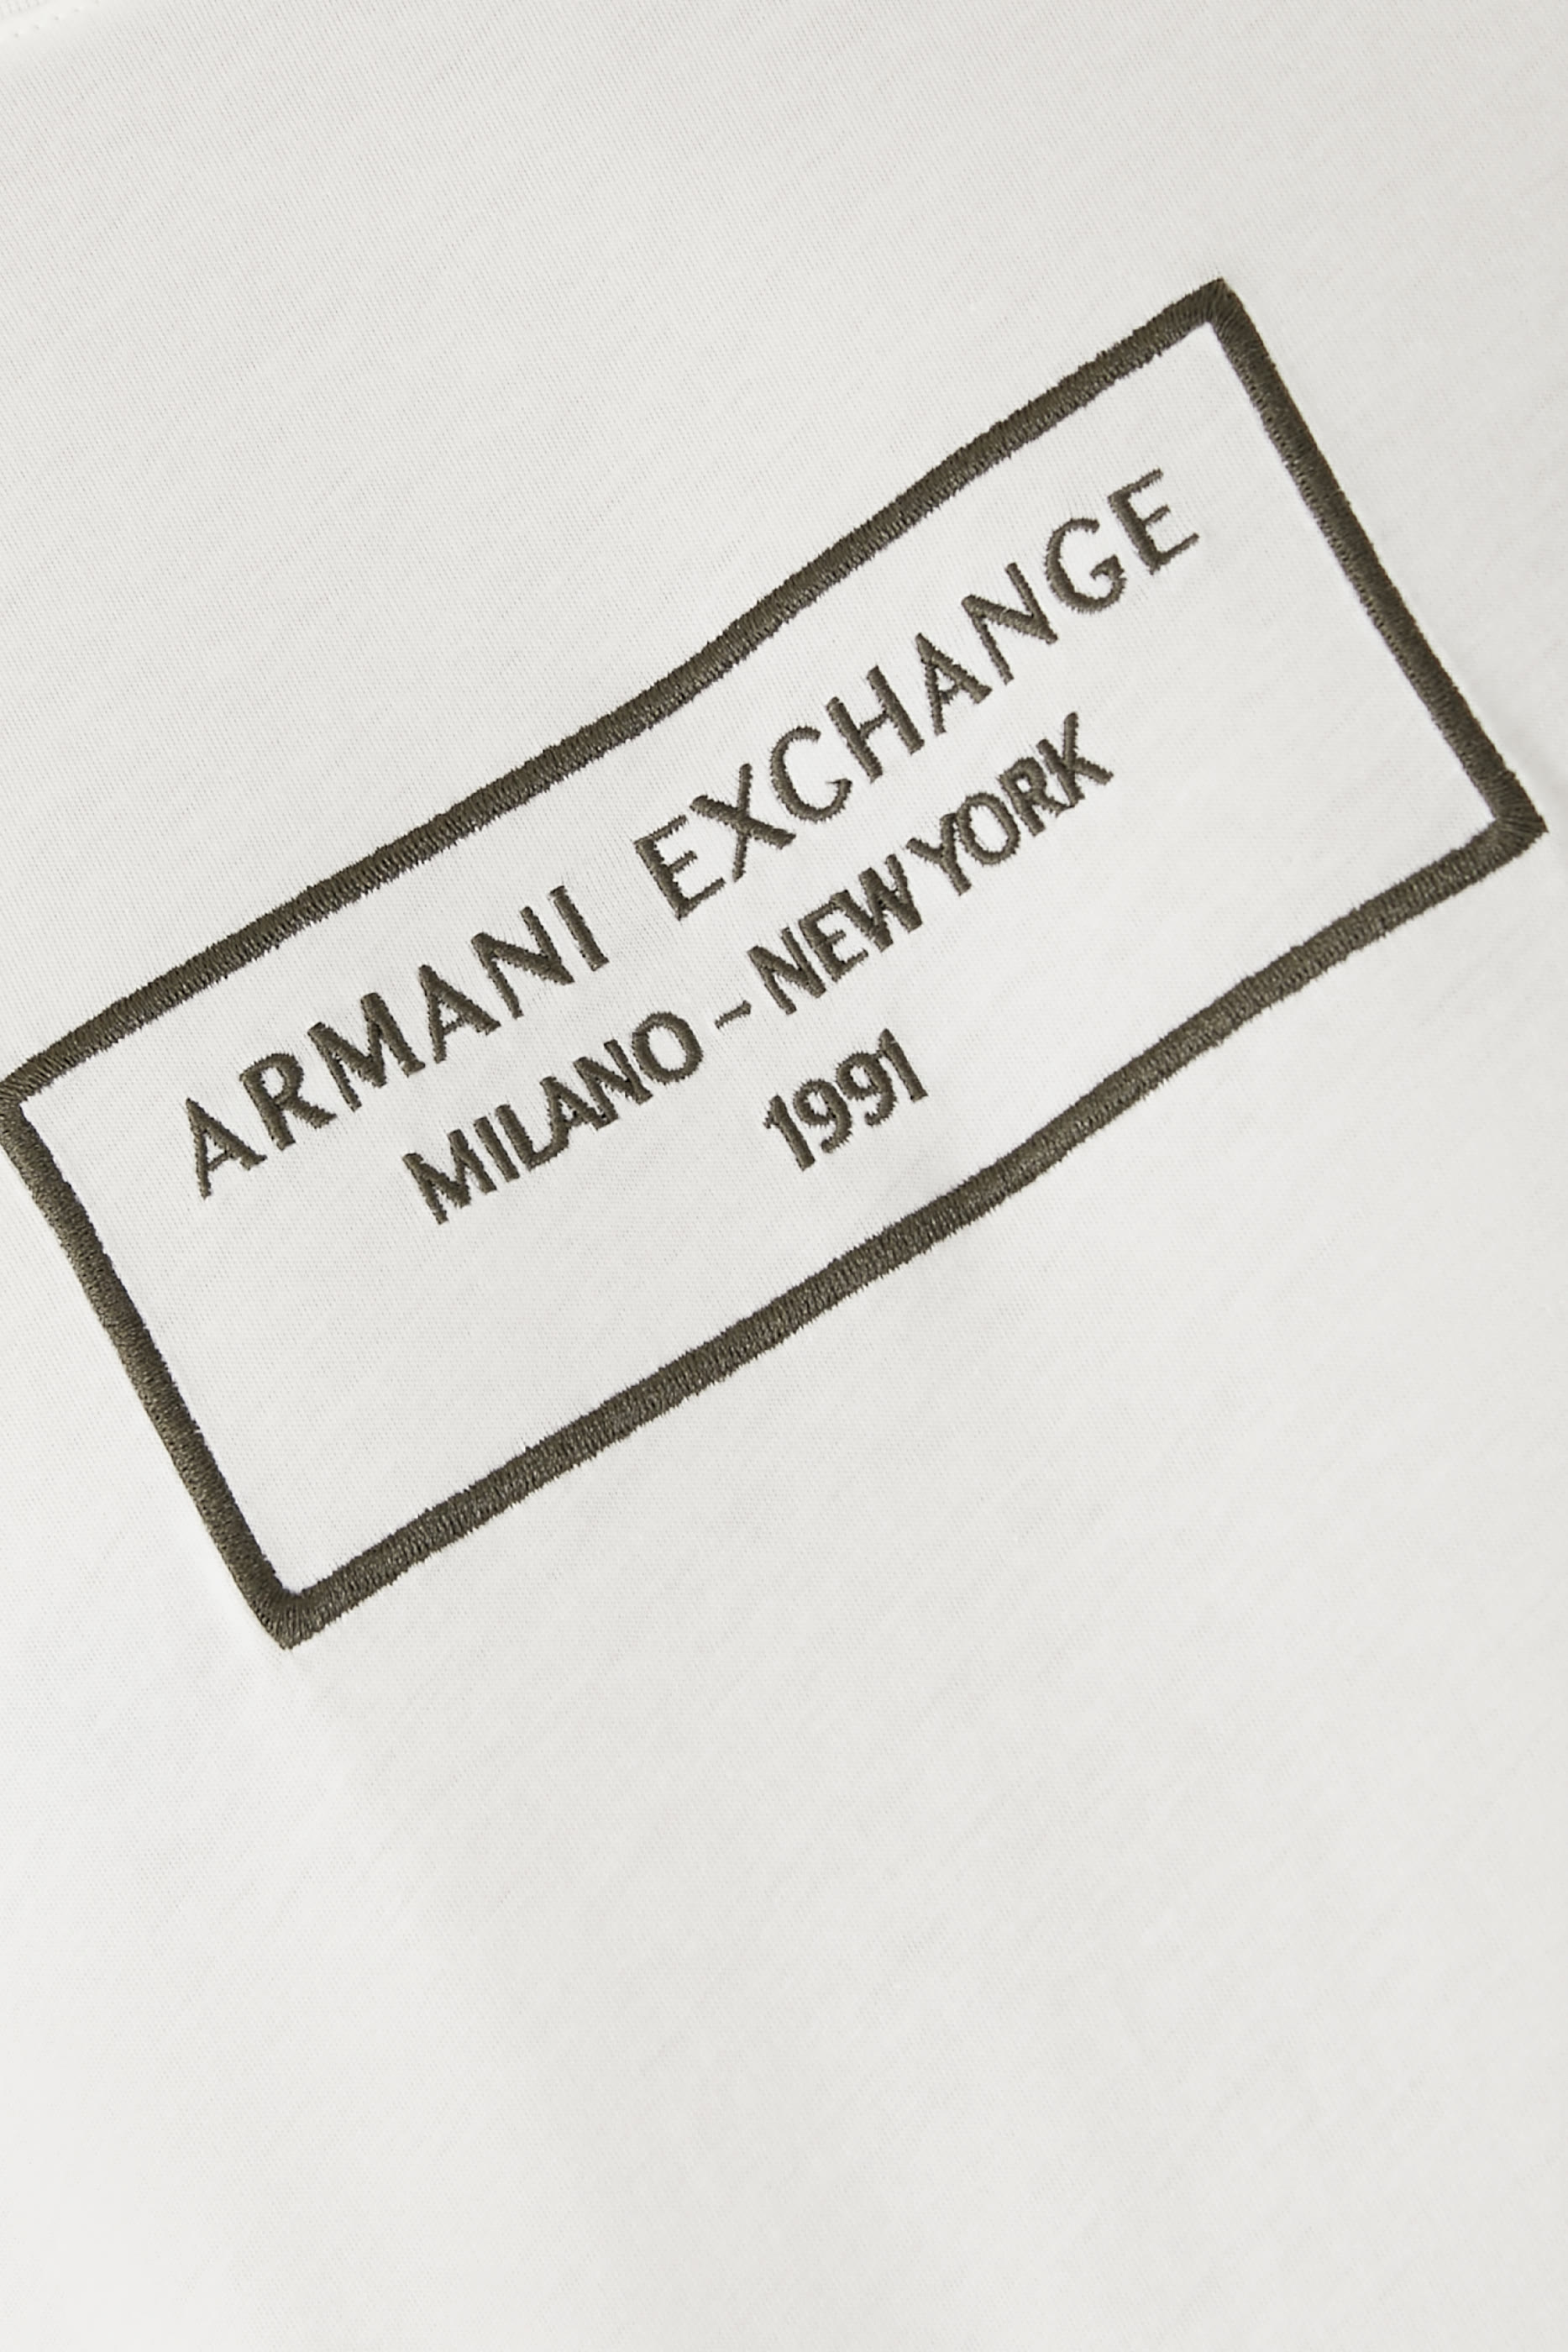 ARMANI EXCHANGE
MILANO - NEW YORK
1991